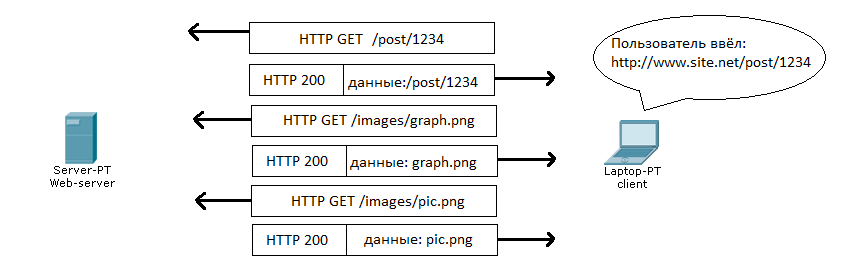 HTTP GET /post/1234
Пользователь ввёл:
http://www.site.net/post/1234
HTTP 200 данные:/post/1234
HTTP GET /images/graph.png
HTTP 200 данные: graph.png
HTTP GET /images/pic.png
HTTP 200 данные: pic.png
Server-PT
Web-server
Laptop-PT
client